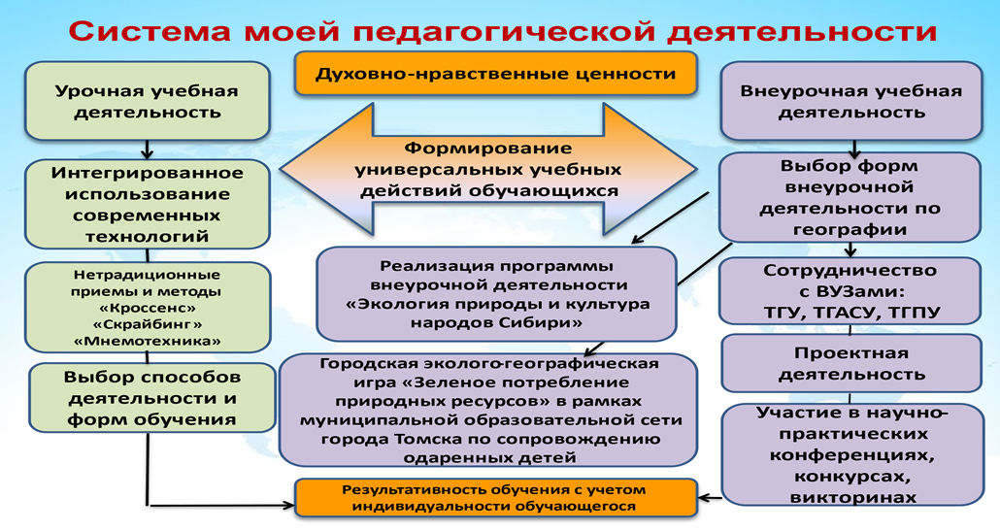 Система моей педагогической деятельности
Урочная учебная
деятельность
Интегрированное
использование
современных
технологий
Нетрадиционные
приемы и методы
«Кроссенс»
«Скрайбинг»
«Мнемотехника»
Выбор способов
деятельности и
форм обучения
Духовно-нравственные ценности
Формирование
универсальных учебных
действий обучающихся
Реализация программы
внеурочной деятельности
«Экология природы и культура
народов Сибири»
Городская эколого-географическая
игра «Зеленое потребление
природных ресурсов» в рамках
муниципальной образовательной сети
города Томска по сопровождению
одаренных детей
Результативность обучения с учетом
индивидуальности обучающегося
Внеурочная учебная
деятельность
Выбор форм
внеурочной
деятельности по
географии
Сотрудничество
с ВУЗами:
ТГУ, ТГАСУ, ТГПУ
Проектная
деятельность
Участие в научно-
практических
конференциях,
конкурсах,
викторинах